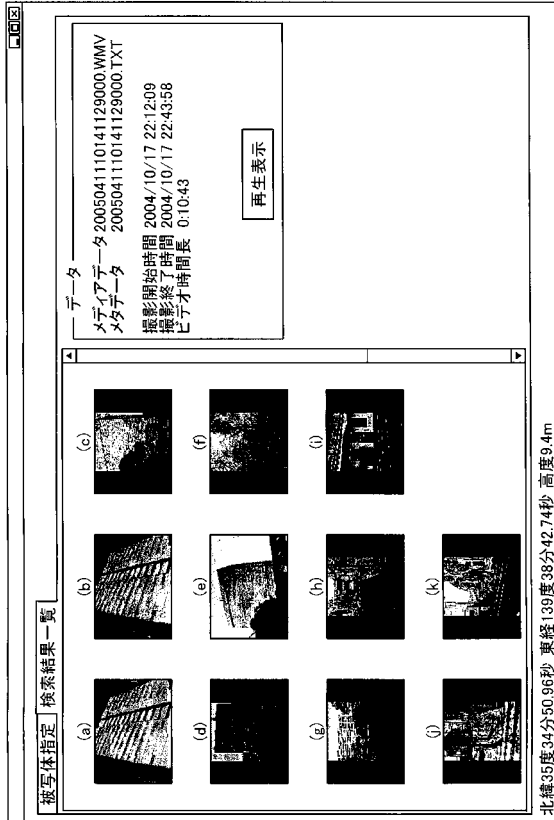 被写体指定 検索結果一覧
(a) (b) (c)
(d) (e) (f)
(g) (h) (i)
(j) (k)
データ
メディアデータ 20050411101411129000.WMV
メタデータ 20050411101411129000.TXT
撮影開始時間 2004/10/17 22:12:09
撮影終了時間 2004/10/17 22:43:58
ビデオ時間長 0:10:43
再生表示
北緯35度34分50.96秒 東経139度38分42.74秒 高度9.4m